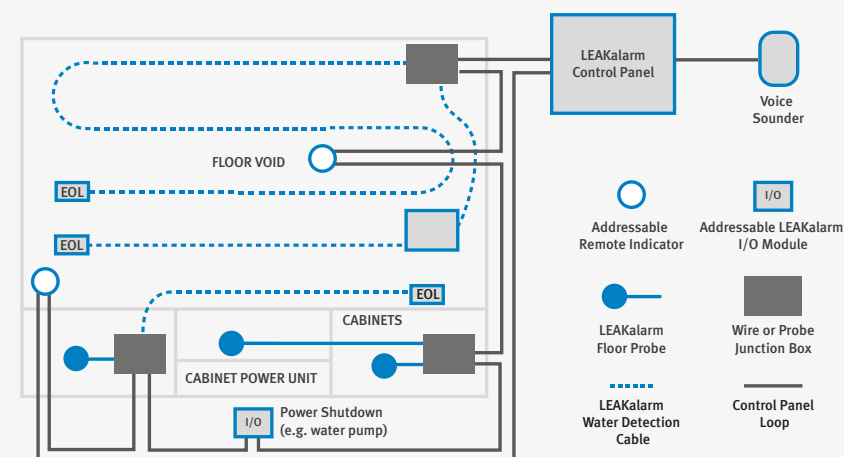 LEAKalarm
Control Panel
Voice
Sounder
FLOOR VOID
EOL
EOL
EOL
CABINETS
CABINET POWER UNIT
I/O
Power Shutdown
(e.g. water pump)
Addressable
Remote Indicator
I/O
Addressable LEAKalarm
I/O Module
LEAKalarm
Floor Probe
Wire or Probe
Junction Box
LEAKalarm
Water Detection
Cable
Control Panel
Loop